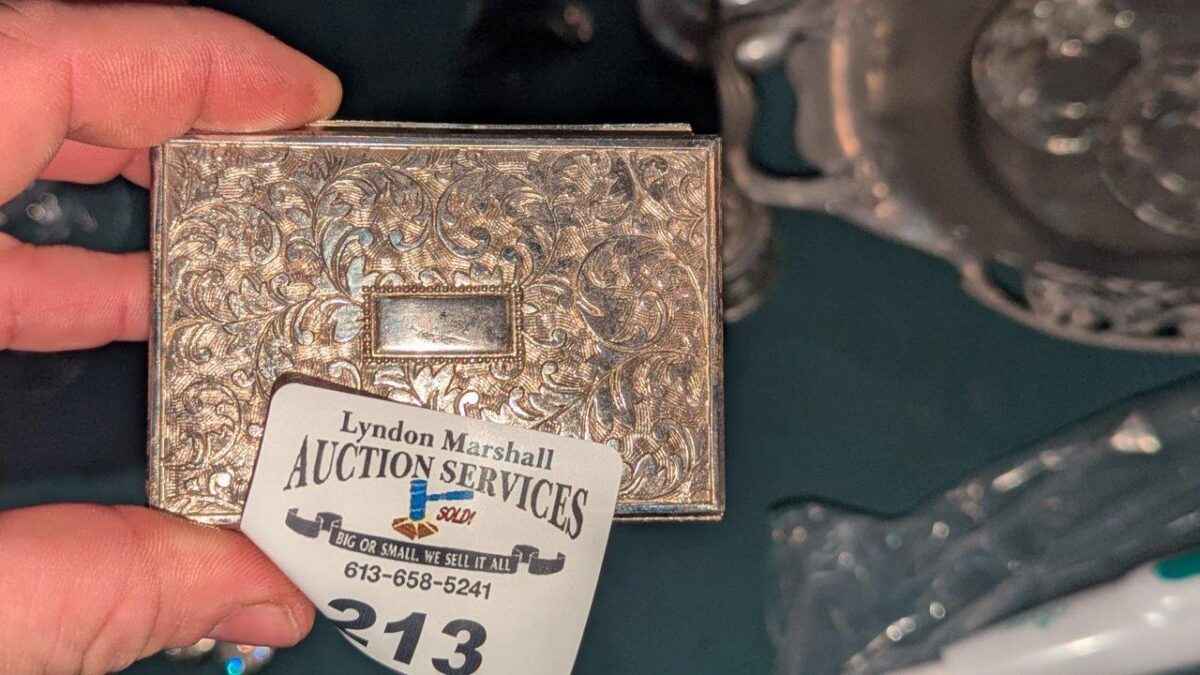 Lyndon Marshall
AUCTION SERVICES
SOLD!
BIG OR SMALL, WE SELL IT ALL
613-658-5241
213